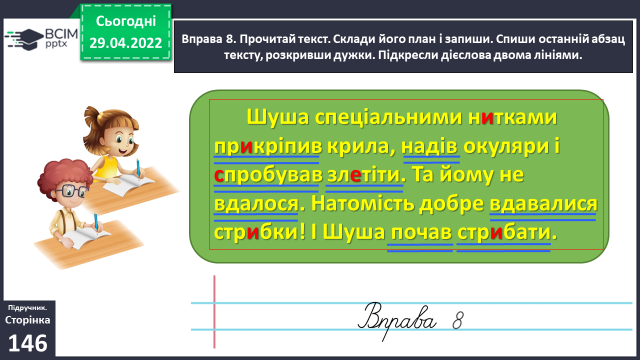 ВСІМ
pptx
Сьогодні
29.04.2022
Вправа 8. Прочитай текст. Склади його план і запиши. Спиши останній абзац
тексту, розкривши дужки. Підкресли дієслова двома лініями.
Шуша спеціальними нитками
прикріпив крила, надів окуляри і
спробував злетіти. Та йому не
вдалося. Натомість добре вдавалися
стрибки! І Шуша почав стрибати.
Підручник.
Сторінка
146
Вправа 8